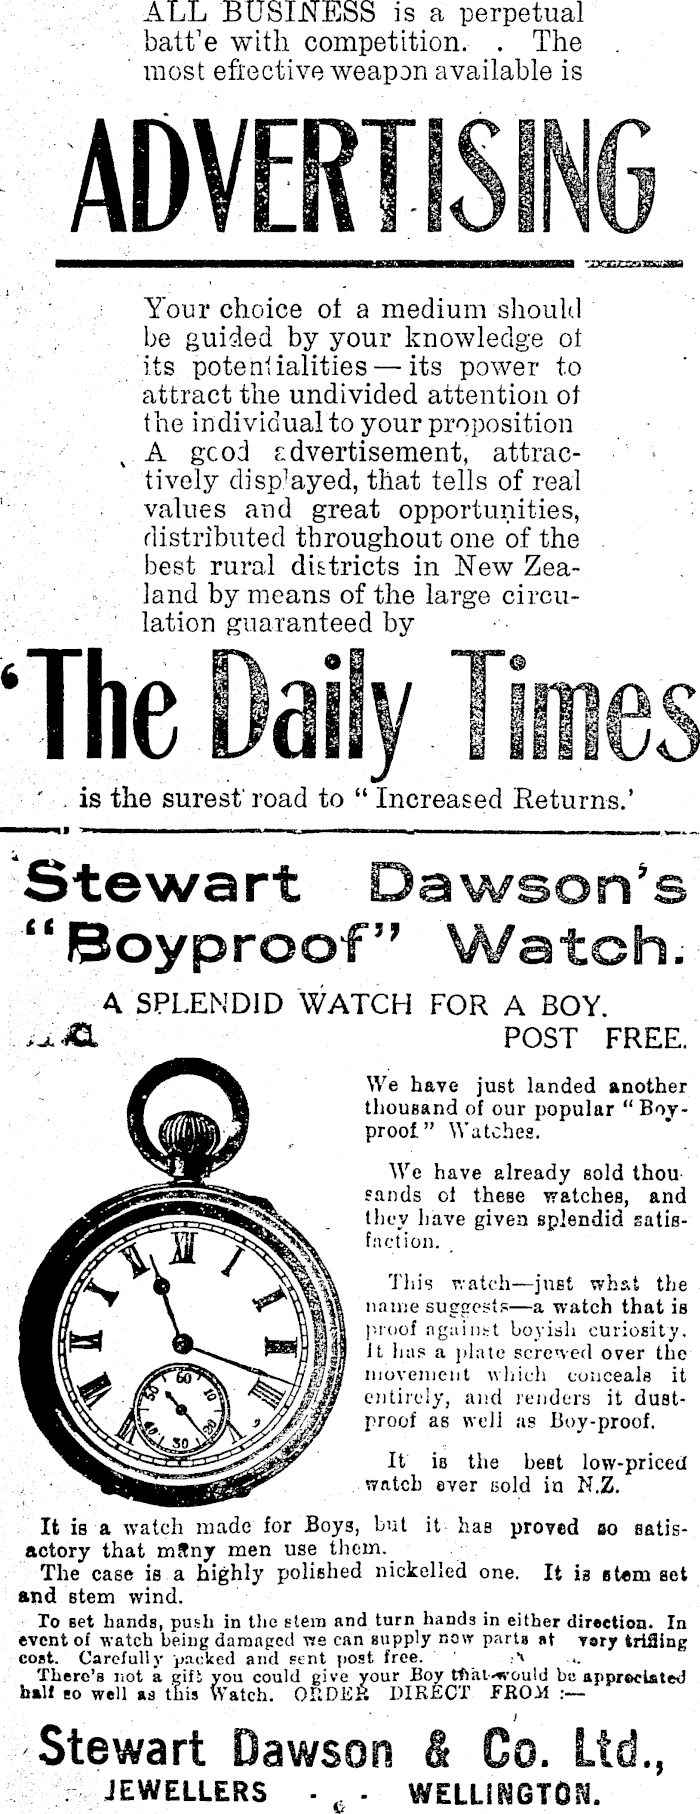 ALL BUSINESS is a perpetual
batt'e with competition. . The
most effective weapon available is
ADVERTISING
Your choice of a medium should
be guided by your knowledge of
its potentialities — its power to
attract the undivided attention of
the individual to your proposition
A good advertisement, attrac-
tively displayed, that tells of real
values and great opportunities,
distributed throughout one of the
best rural districts in New Zea-
land by means of the large circu-
lation guaranteed by
'The Daily Times
is the surest road to " Increased Returns.'
Stewart Dawson's
"Boyproof" Watch.
A SPLENDID WATCH FOR A BOY.
POST FREE.
We have just landed another
thousand of our popular " Boy-
proof" Watches.
We have already sold thou-
sands of these watches, and
they have given splendid satis-
faction.
This watch—just what the
name suggests—a watch that is
proof against boyish curiosity.
It has a plate screwed over the
movement which conceals it
entirely, and renders it dust-
proof as well as Boy-proof.
It is the best low-priced
watch ever sold in N.Z.
XII I II III IIII VIII IX X XI
60 10 20 30 40 50
It is a watch made for Boys, but it has proved so satis-
actory that many men use them.
The case is a highly polished nickelled one. It is stem set
and stem wind.
To set hands, push in the stem and turn hands in either direction. In
event of watch being damaged we can supply new parts at very trifling
cost. Carefully packed and sent post free.
There's not a gift you could give your Boy that would be appreciated
half so well as this Watch. ORDER DIRECT FROM :—
Stewart Dawson & Co. Ltd.,
JEWELLERS - - WELLINGTON.